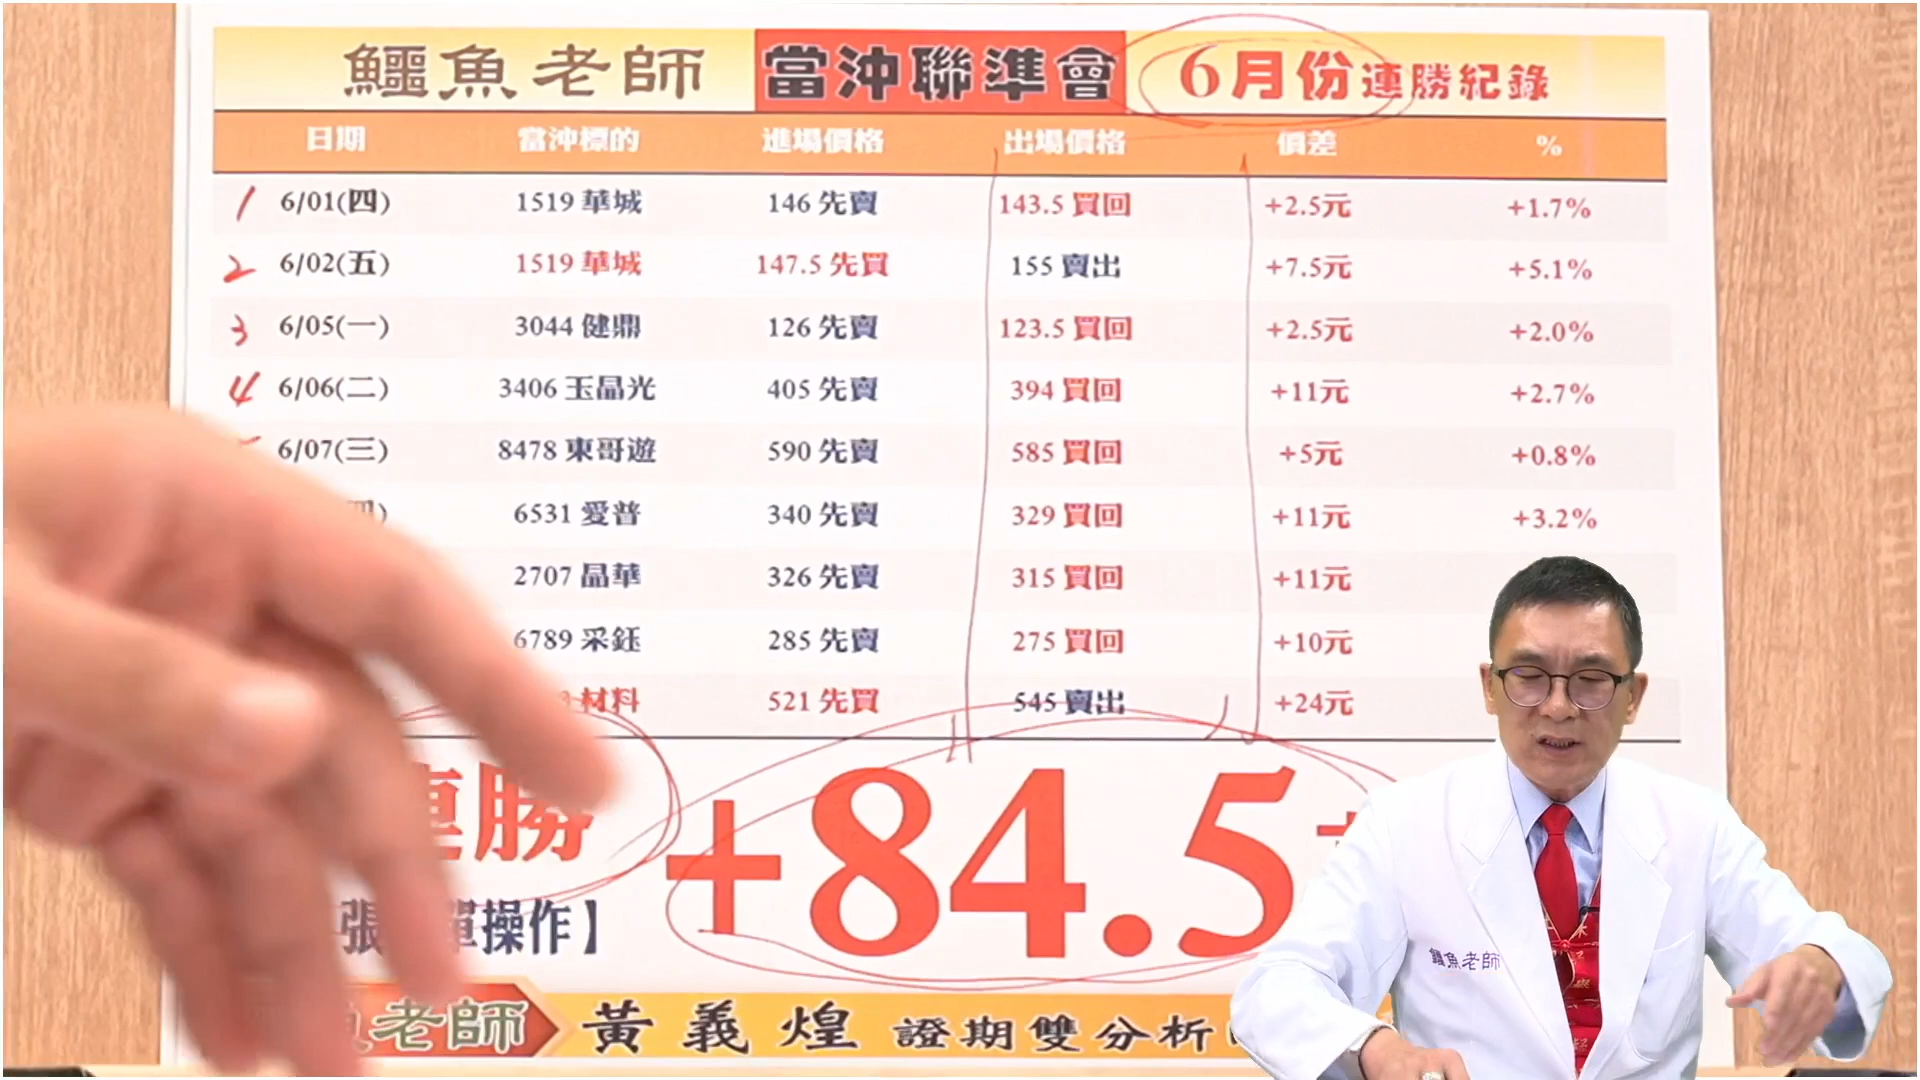 鱷魚老師 當沖聯準會 6月份連勝紀錄
日期 當沖標的 進場價格 出場價格 價差 %
1 6/01(四) 1519 華城 146 先賣 143.5 買回 +2.5元 +1.7%
2 6/02(五) 1519 華城 147.5 先買 155 賣出 +7.5元 +5.1%
3 6/05(一) 3044 健鼎 126 先賣 123.5 買回 +2.5元 +2.0%
4 6/06(二) 3406 玉晶光 405 先賣 394 買回 +11元 +2.7%
6/07(三) 8478 東哥遊 590 先賣 585 買回 +5元 +0.8%
6531 愛普 340 先賣 329 買回 +11元 +3.2%
2707 晶華 326 先賣 315 買回 +11元
6789 采鈺 285 先賣 275 買回 +10元
材料 521 先買 545 賣出 +24元
連勝 +84.5
張 單操作】
魚老師 黃義煌 證期雙分析
鱷魚老師